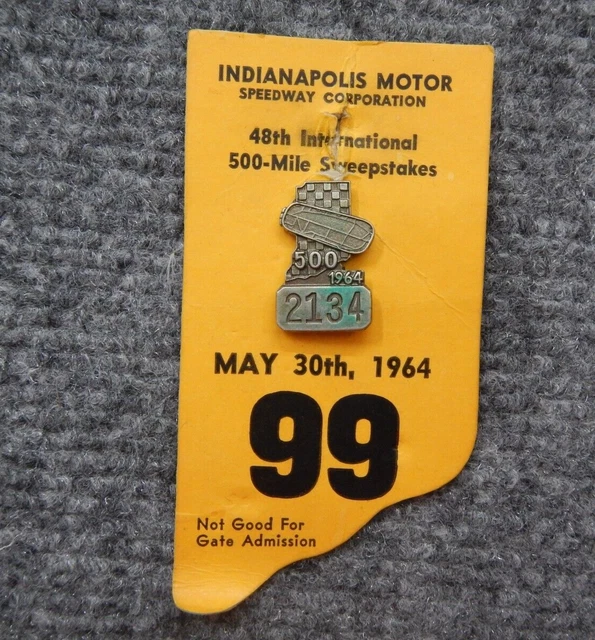 INDIANAPOLIS MOTOR
SPEEDWAY CORPORATION
48th International
500-Mile Sweepstakes
500
1964
2134
MAY 30th, 1964
99
Not Good For
Gate Admission